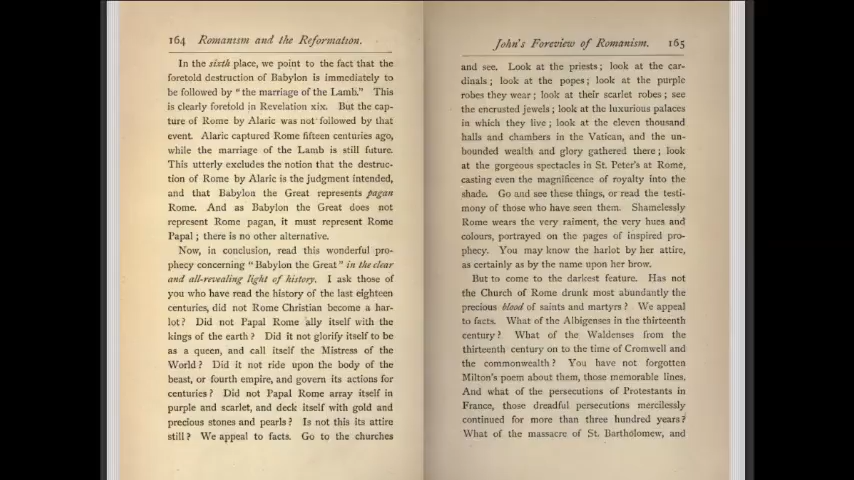 164 Romanism and the Reformation.
In the sixth place, we point to the fact that the
foretold destruction of Babylon is immediately to
be followed by “the marriage of the Lamb.” This
is clearly foretold in Revelation xix. But the cap-
ture of Rome by Alaric was not followed by that
event. Alaric captured Rome fifteen centuries ago,
while the marriage of the Lamb is still future.
This utterly excludes the notion that the destruc-
tion of Rome by Alaric is the judgment intended,
and that Babylon the Great represents pagan
Rome. And as Babylon the Great does not
represent Rome pagan, it must represent Rome
Papal; there is no other alternative.
Now, in conclusion, read this wonderful pro-
phecy concerning “Babylon the Great” in the clear
and all-revealing light of history. I ask those of
you who have read the history of the last eighteen
centuries, did not Rome Christian become a har-
lot? Did not Papal Rome ally itself with the
kings of the earth? Did it not glorify itself to be
as a queen, and call itself the Mistress of the
World? Did it not ride upon the body of the
beast, or fourth empire, and govern its actions for
centuries? Did not Papal Rome array itself in
purple and scarlet, and deck itself with gold and
precious stones and pearls? Is not this its attire
still? We appeal to facts. Go to the churches
John's Foreview of Romanism. 165
and see. Look at the priests; look at the car-
dinals; look at the popes; look at the purple
robes they wear; look at their scarlet robes; see
the encrusted jewels; look at the luxurious palaces
in which they live; look at the eleven thousand
halls and chambers in the Vatican, and the un-
bounded wealth and glory gathered there; look
at the gorgeous spectacles in St. Peter's at Rome,
casting even the magnificence of royalty into the
shade. Go and see these things, or read the testi-
mony of those who have seen them. Shamelessly
Rome wears the very raiment, the very hues and
colours, portrayed on the pages of inspired pro-
phecy. You may know the harlot by her attire,
as certainly as by the name upon her brow.
But to come to the darkest feature. Has not
the Church of Rome drunk most abundantly the
precious blood of saints and martyrs? We appeal
to facts. What of the Albigenses in the thirteenth
century? What of the Waldenses from the
thirteenth century on to the time of Cromwell and
the commonwealth? You have not forgotten
Milton's poem about them, those memorable lines.
And what of the persecutions of Protestants in
France, those dreadful persecutions mercilessly
continued for more than three hundred years?
What of the massacre of St. Bartholomew, and